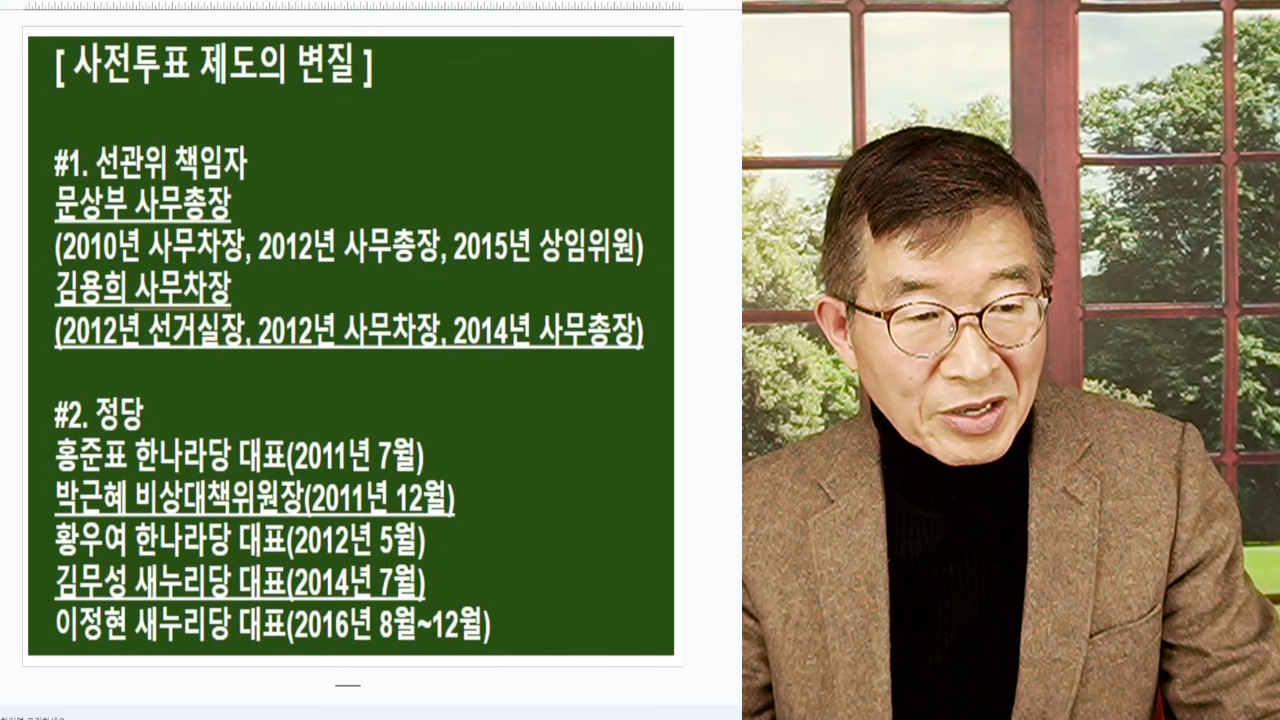 [ 사전투표 제도의 변질 ]
#1. 선관위 책임자
문상부 사무총장
(2010년 사무차장, 2012년 사무총장, 2015년 상임위원)
김용희 사무차장
(2012년 선거실장, 2012년 사무차장, 2014년 사무총장)
#2. 정당
홍준표 한나라당 대표(2011년 7월)
박근혜 비상대책위원장(2011년 12월)
황우여 한나라당 대표(2012년 5월)
김무성 새누리당 대표(2014년 7월)
이정현 새누리당 대표(2016년 8월~12월)